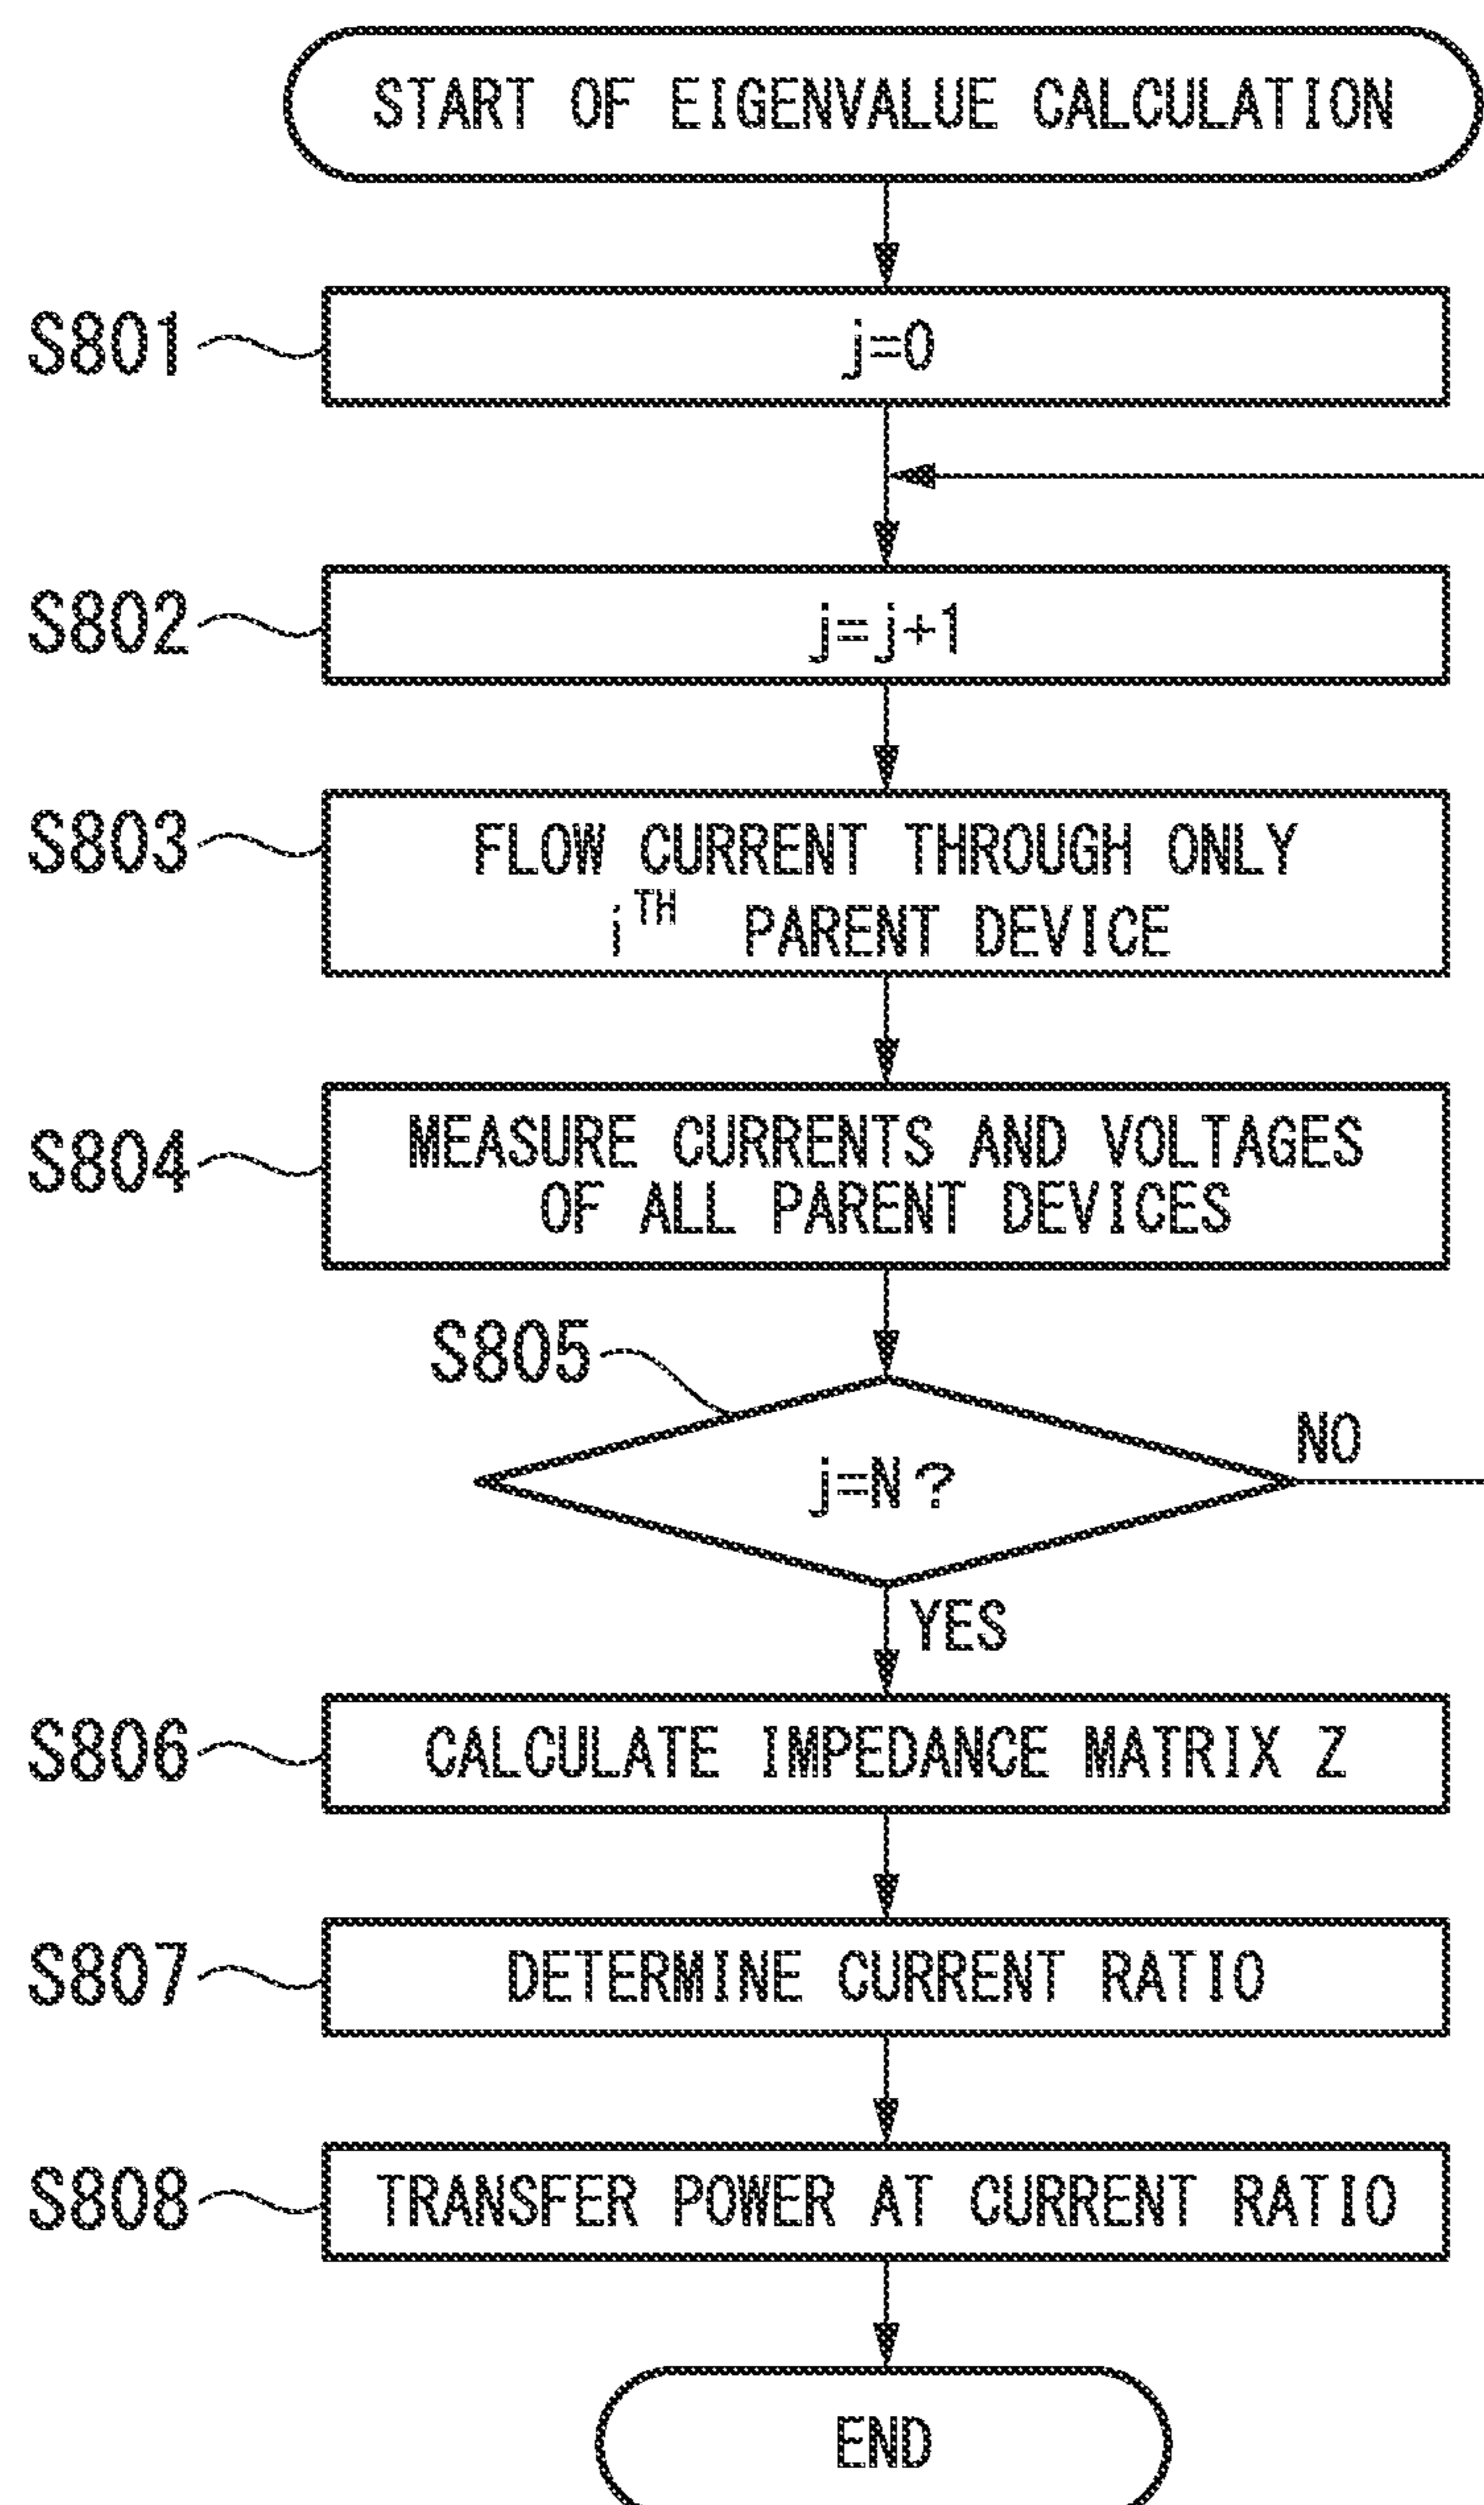 START OF EIGENVALUE CALCULATION
S801
j=0
S802
j=j+1
S803
FLOW CURRENT THROUGH ONLY
iTH PARENT DEVICE
S804
MEASURE CURRENTS AND VOLTAGES
OF ALL PARENT DEVICES
S805
j=N?
NO
YES
S806
CALCULATE IMPEDANCE MATRIX Z
S807
DETERMINE CURRENT RATIO
S808
TRANSFER POWER AT CURRENT RATIO
END